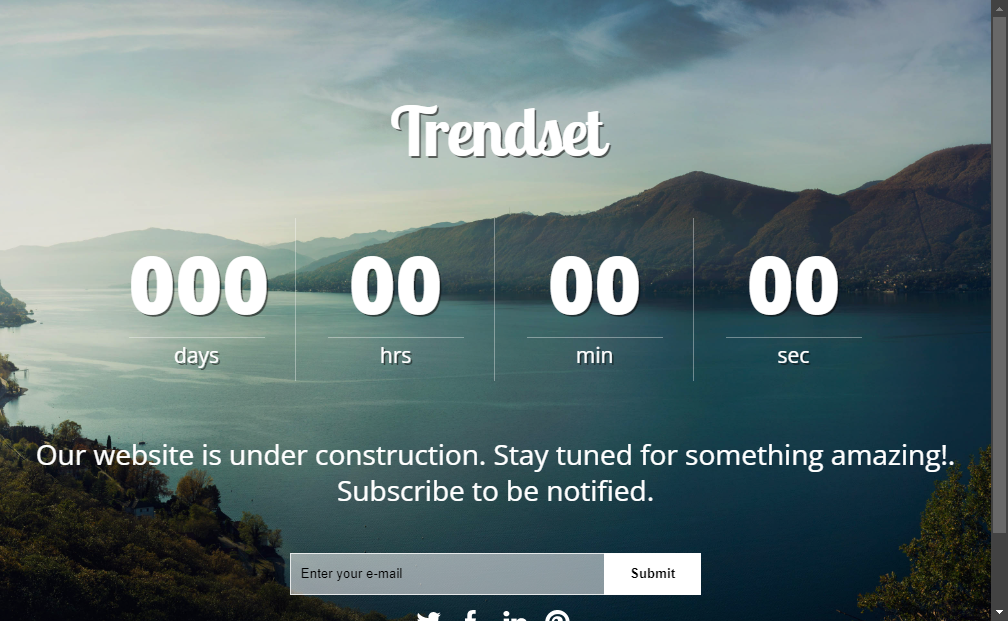 Trendset
000 00 00 00
days hrs min sec
Our website is under construction. Stay tuned for something amazing!.
Subscribe to be notified.
Enter your e-mail Submit